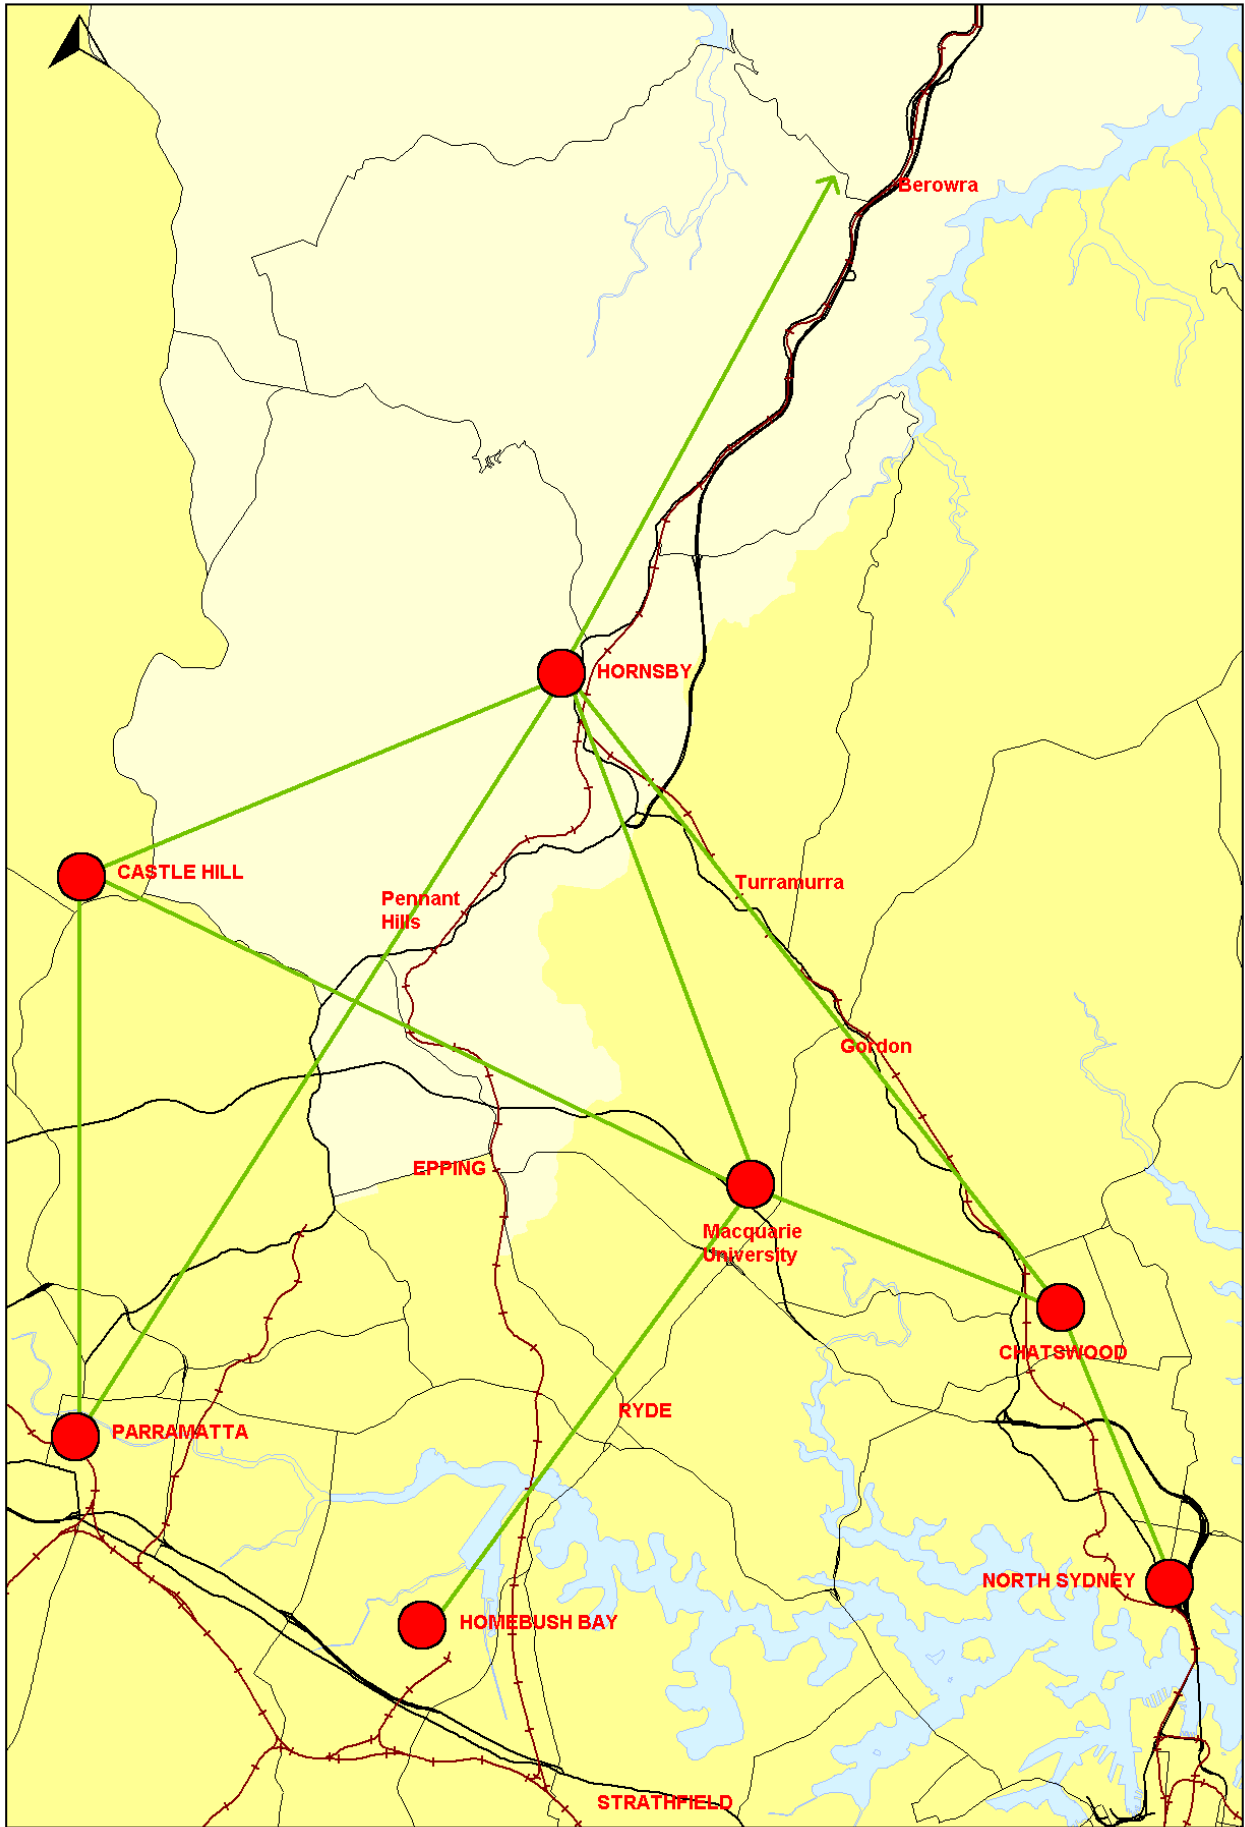 Berowra
HORNSBY
CASTLE HILL
Pennant
Hills
Turramurra
Gordon
EPPING
Macquarie
University
CHATSWOOD
RYDE
PARRAMATTA
NORTH SYDNEY
HOMEBUSH BAY
STRATHFIELD